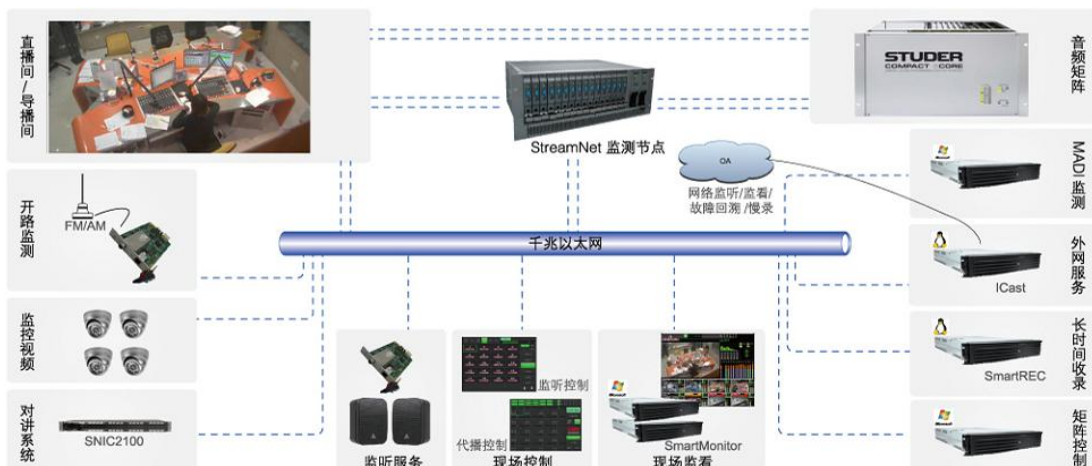 直播间/导播间
StreamNet 监测节点
STUDER
COMPACT CORE
音频矩阵
开路监测
FM/AM
OA
网络监听/监看/
故障回溯/慢录
MADI 监测
Microsoft
千兆以太网
ICast
外网服务
监控视频
监听控制
代播控制
SmartREC
长时间收录
对讲系统
SNIC2100
监听服务
现场控制
SmartMonitor
现场监看
Microsoft
矩阵控制